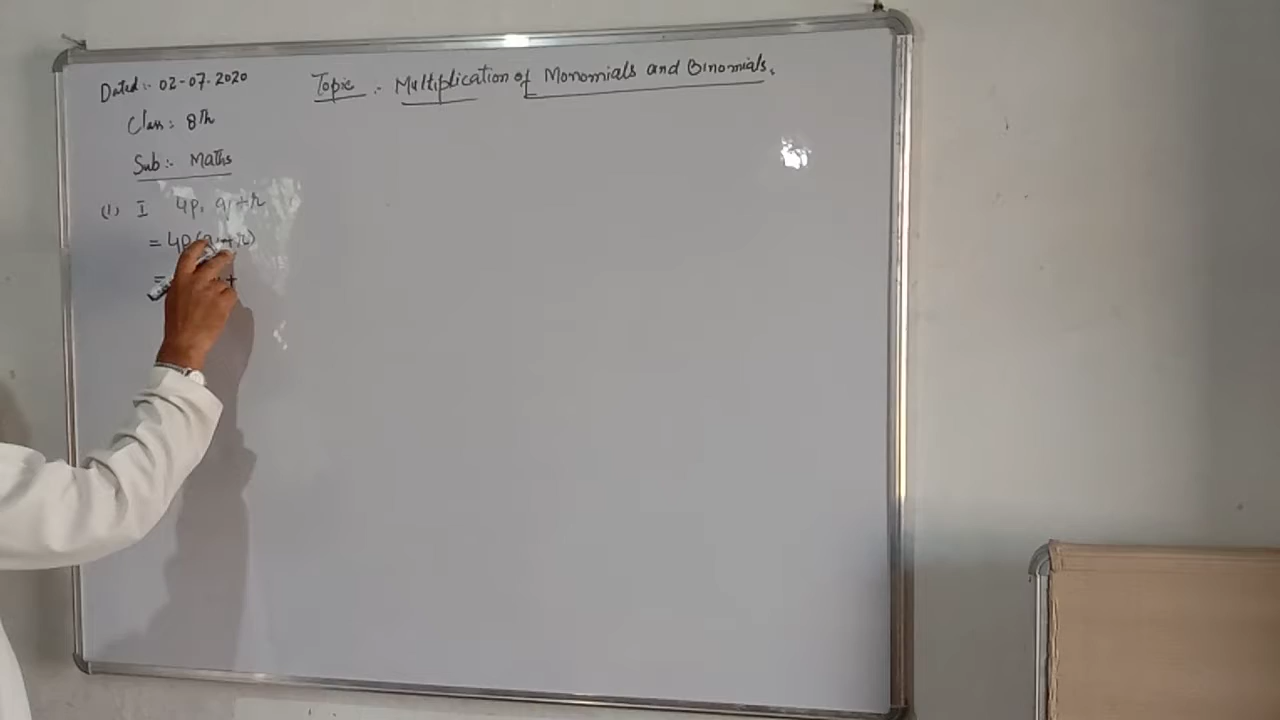 Dated :- 02-07-2020
Topic :- Multiplication of Monomials and Binomials.
Class :- 8th
Sub :- Maths
(1) I 4p, q+r
= 4p(q+r)
= +